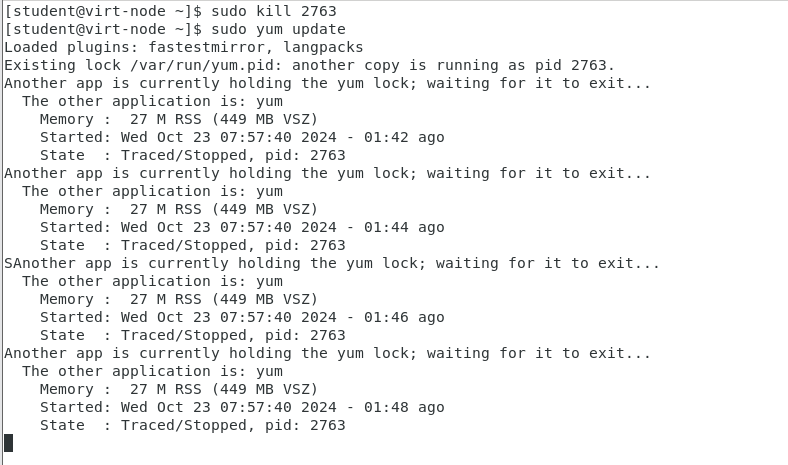 [student@virt-node ~]$ sudo kill 2763
[student@virt-node ~]$ sudo yum update
Loaded plugins: fastestmirror, langpacks
Existing lock /var/run/yum.pid: another copy is running as pid 2763.
Another app is currently holding the yum lock; waiting for it to exit...
  The other application is: yum
    Memory :  27 M RSS (449 MB VSZ)
    Started: Wed Oct 23 07:57:40 2024 - 01:42 ago
    State  : Traced/Stopped, pid: 2763
Another app is currently holding the yum lock; waiting for it to exit...
  The other application is: yum
    Memory :  27 M RSS (449 MB VSZ)
    Started: Wed Oct 23 07:57:40 2024 - 01:44 ago
    State  : Traced/Stopped, pid: 2763
SAnother app is currently holding the yum lock; waiting for it to exit...
  The other application is: yum
    Memory :  27 M RSS (449 MB VSZ)
    Started: Wed Oct 23 07:57:40 2024 - 01:46 ago
    State  : Traced/Stopped, pid: 2763
Another app is currently holding the yum lock; waiting for it to exit...
  The other application is: yum
    Memory :  27 M RSS (449 MB VSZ)
    Started: Wed Oct 23 07:57:40 2024 - 01:48 ago
    State  : Traced/Stopped, pid: 2763